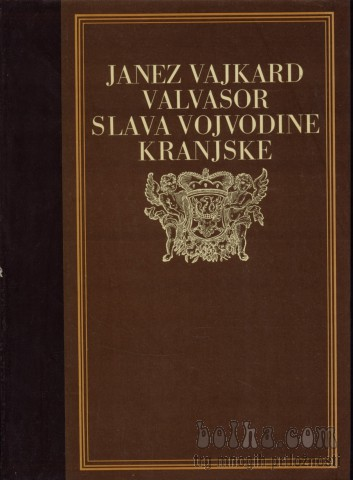 JANEZ VAJKARD
VALVASOR
SLAVA VOJVODINE
KRANJSKE
bolha.com